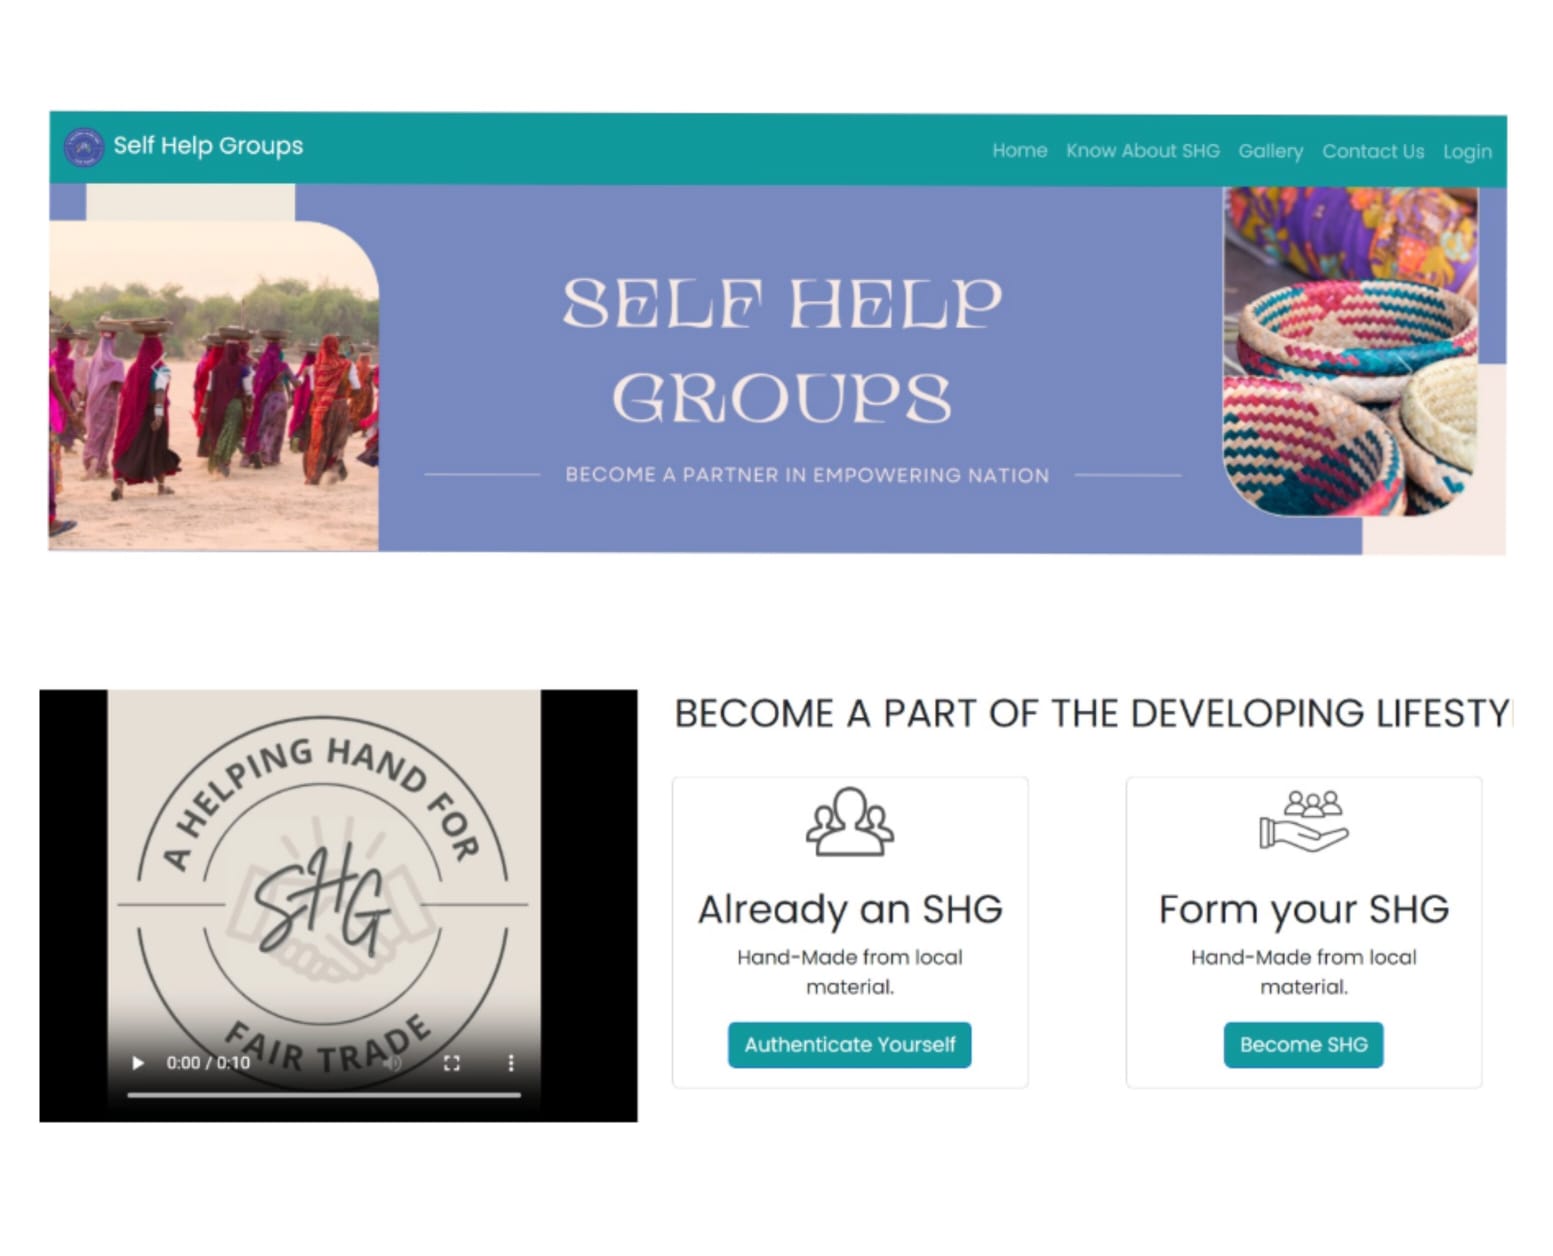 Self Help Groups
Home Know About SHG Gallery Contact Us Login
SELF HELP
GROUPS
BECOME A PARTNER IN EMPOWERING NATION
A HELPING HAND FOR
SHG
FAIR TRADE
0:00 / 0:10
BECOME A PART OF THE DEVELOPING LIFESTY
Already an SHG
Hand-Made from local
material.
Authenticate Yourself
Form your SHG
Hand-Made from local
material.
Become SHG